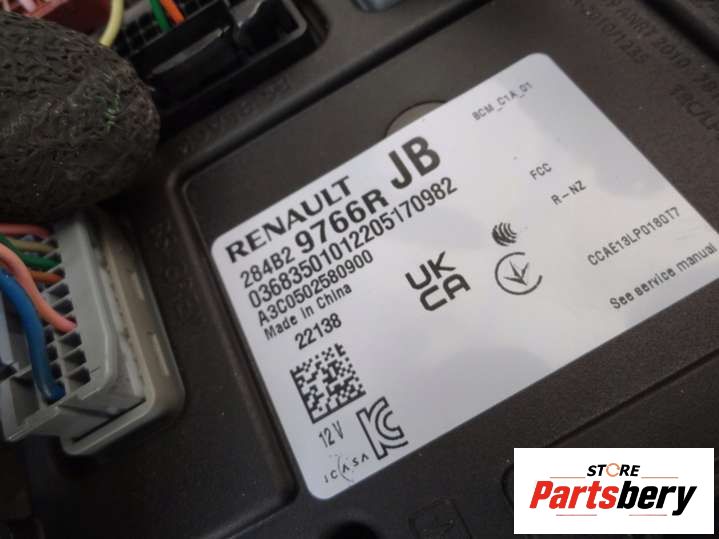 BCM_C1A_01
RENAULT JB
284B2 9766R
03683501012205170982
A3C0502580900
Made in China
22138
FCC
R-NZ
UK
CA
CCAE13LP0180T7
See service manual
12V
ICASA
STORE
Partsbery